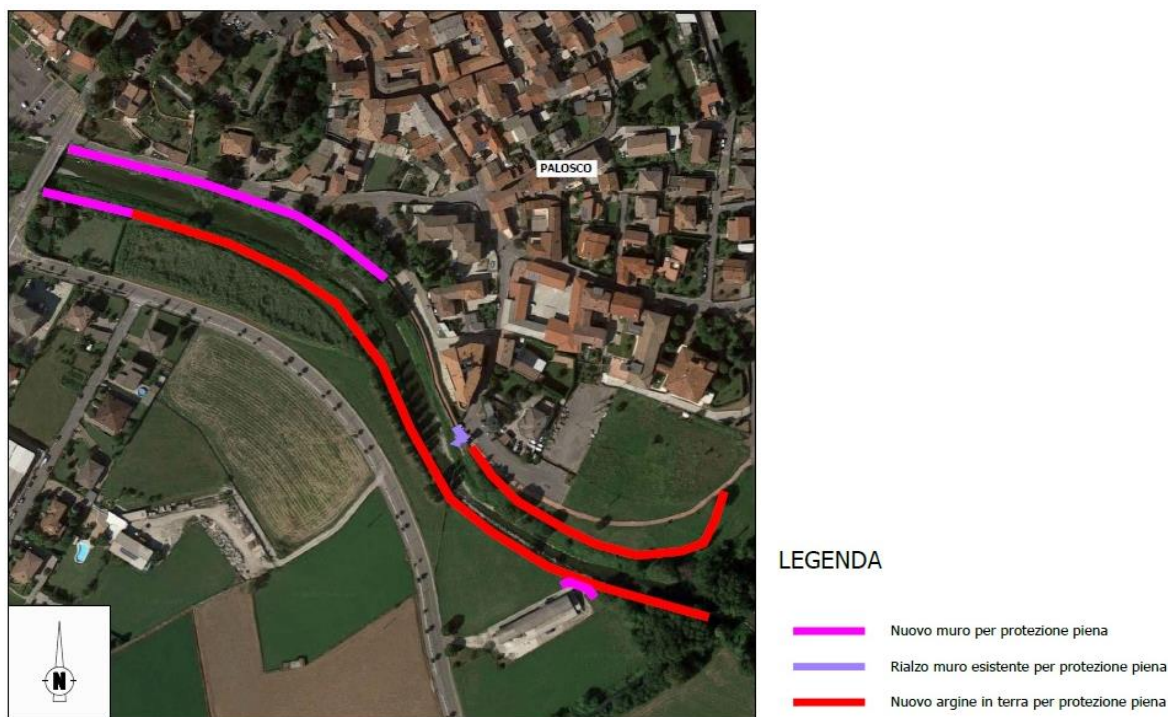 PALOSCO
N
LEGENDA
Nuovo muro per protezione piena
Rialzo muro esistente per protezione piena
Nuovo argine in terra per protezione piena